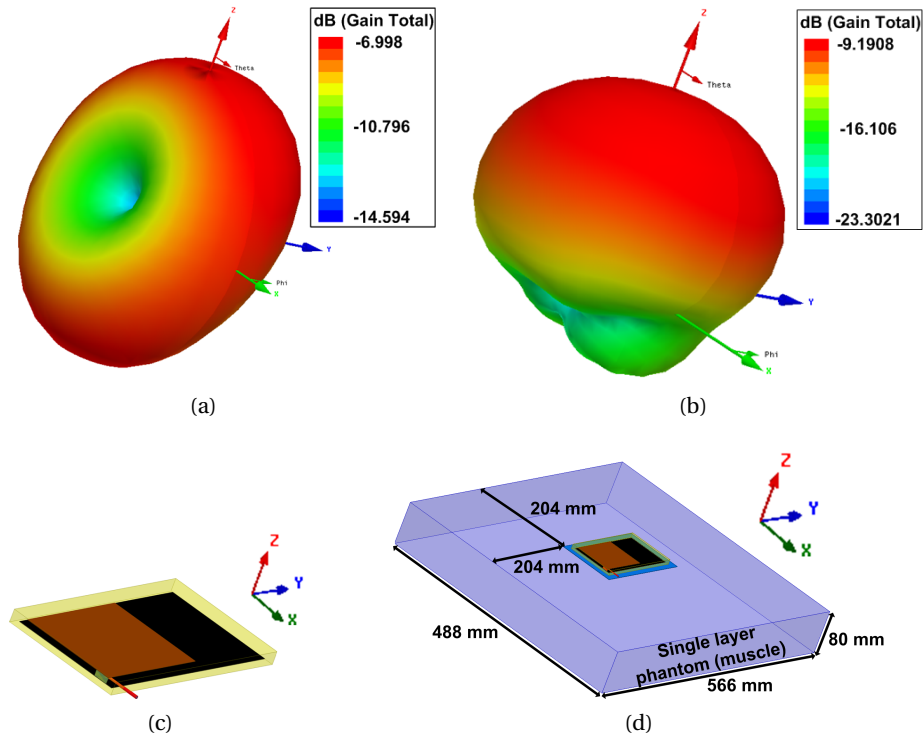 dB (Gain Total)
-6.998
-10.796
-14.594
Z
Theta
Y
Phi
X
(a)
dB (Gain Total)
-9.1908
-16.106
-23.3021
Z
Theta
Y
Phi
X
(b)
Z
Y
X
(c)
204 mm
204 mm
488 mm
Single layer
phantom (muscle)
566 mm
80 mm
Z
Y
X
(d)